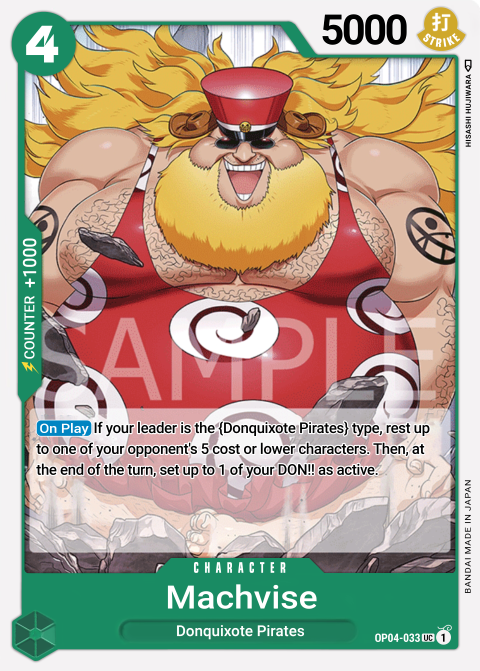 4
5000
打
STRIKE
HISASHI HUJIWARA
COUNTER +1000
SAMPLE
On Play If your leader is the {Donquixote Pirates} type, rest up
to one of your opponent's 5 cost or lower characters. Then, at
the end of the turn, set up to 1 of your DON!! as active.
BANDAI MADE IN JAPAN
CHARACTER
Machvise
Donquixote Pirates
OP04-033 UC 1